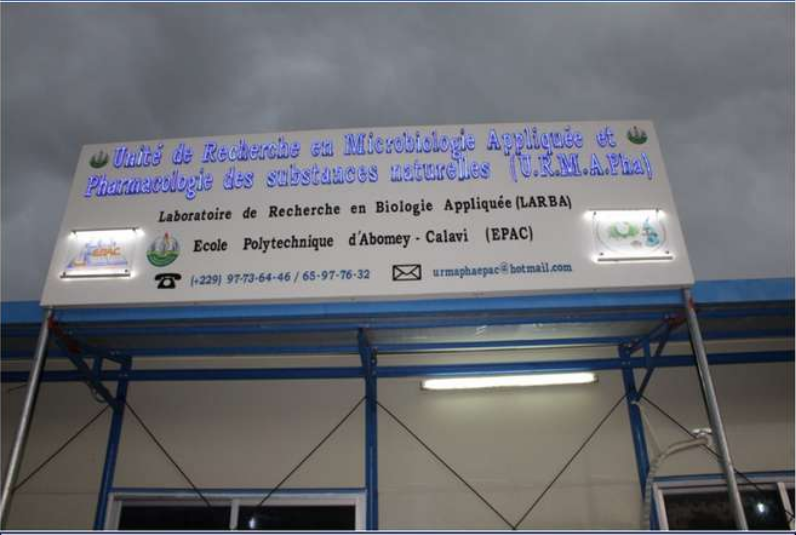 Unité de Recherche en Microbiologie Appliquée et
Pharmacologie des substances naturelles (U.R.M.A.Pha)
Laboratoire de Recherche en Biologie Appliquée (LARBA)
Ecole Polytechnique d'Abomey - Calavi (EPAC)
(+229) 97-73-64-46 / 65-97-76-32 urmaphaepac@hotmail.com
EPAC